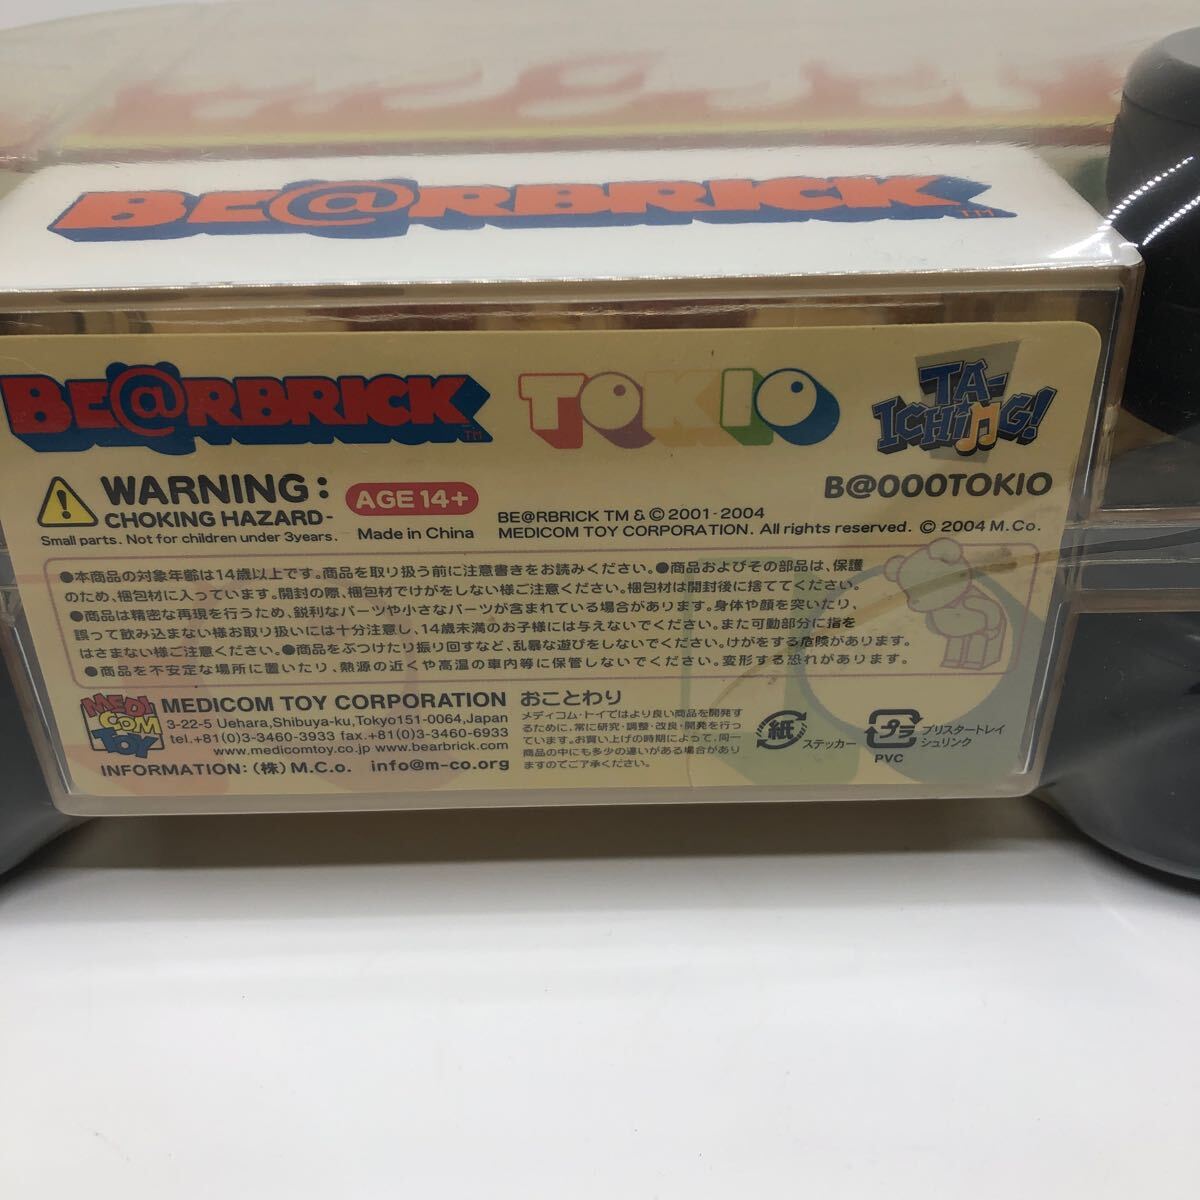 BE@RBRICK TM
BE@RBRICK TM TOKIO TA-ICHiNG!
B@000TOKIO
WARNING: AGE 14+
CHOKING HAZARD-
Small parts. Not for children under 3years. Made in China
BE@RBRICK TM & © 2001-2004
MEDICOM TOY CORPORATION. All rights reserved. © 2004 M.Co.
●本商品の対象年齢は14歳以上です。商品を取り扱う前に注意書きをお読みください。●商品およびその部品は、保護
のため、梱包材に入っています。開封の際、梱包材でけがをしない様ご注意ください。梱包材は開封後に捨ててください。
●商品は精密な再現を行うため、鋭利なパーツや小さなパーツが含まれている場合があります。身体や顔を突いたり、
誤って飲み込まない様お取り扱いには十分注意し、14歳未満のお子様には与えないでください。また可動部分に指を
はさまない様ご注意ください。●商品をぶつけたり振り回すなど、乱暴な遊びをしないでください。けがをする危険があります。
●商品を不安定な場所に置いたり、熱源の近くや高温の車内等に保管しないでください。変形する恐れがあります。
MEDI COM TOY
MEDICOM TOY CORPORATION
3-22-5 Uehara,Shibuya-ku,Tokyo151-0064,Japan
tel.+81(0)3-3460-3933 fax.+81(0)3-3460-6933
www.medicomtoy.co.jp www.bearbrick.com
INFORMATION:(株)M.C.o. info@m-co.org
おことわり
メディコム・トイではより良い商品を開発す
るために、常に研究・調整・改良・開発を行っ
ています。お買い上げの時期によって、同一
商品の中にも多少の違いがある場合があり
ますのでご了承ください。
紙 ステッカー
プラ ブリスタートレイ
シュリンク
PVC